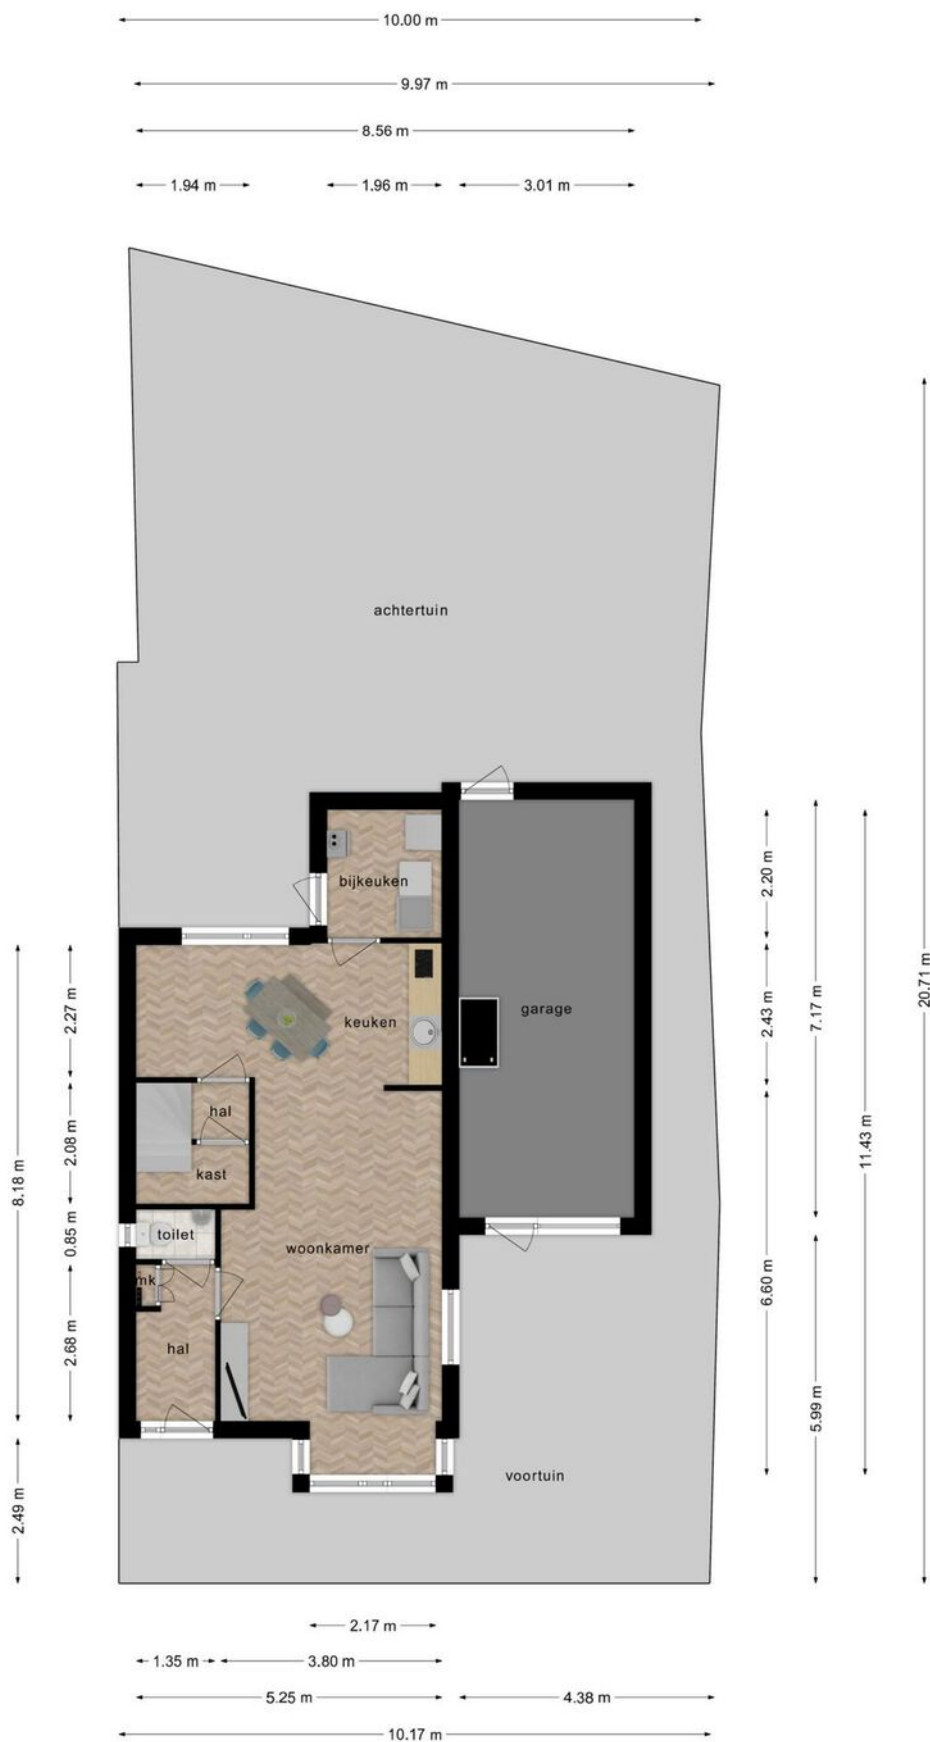 10.00 m
9.97 m
8.56 m
1.94 m
1.96 m
3.01 m
achtertuin
bijkeuken
keuken
garage
hal
kast
toilet
woonkamer
mk
hal
voortuin
2.27 m
2.08 m
0.85 m
2.68 m
8.18 m
2.49 m
2.20 m
2.43 m
6.60 m
7.17 m
5.99 m
11.43 m
20.71 m
2.17 m
1.35 m
3.80 m
5.25 m
4.38 m
10.17 m